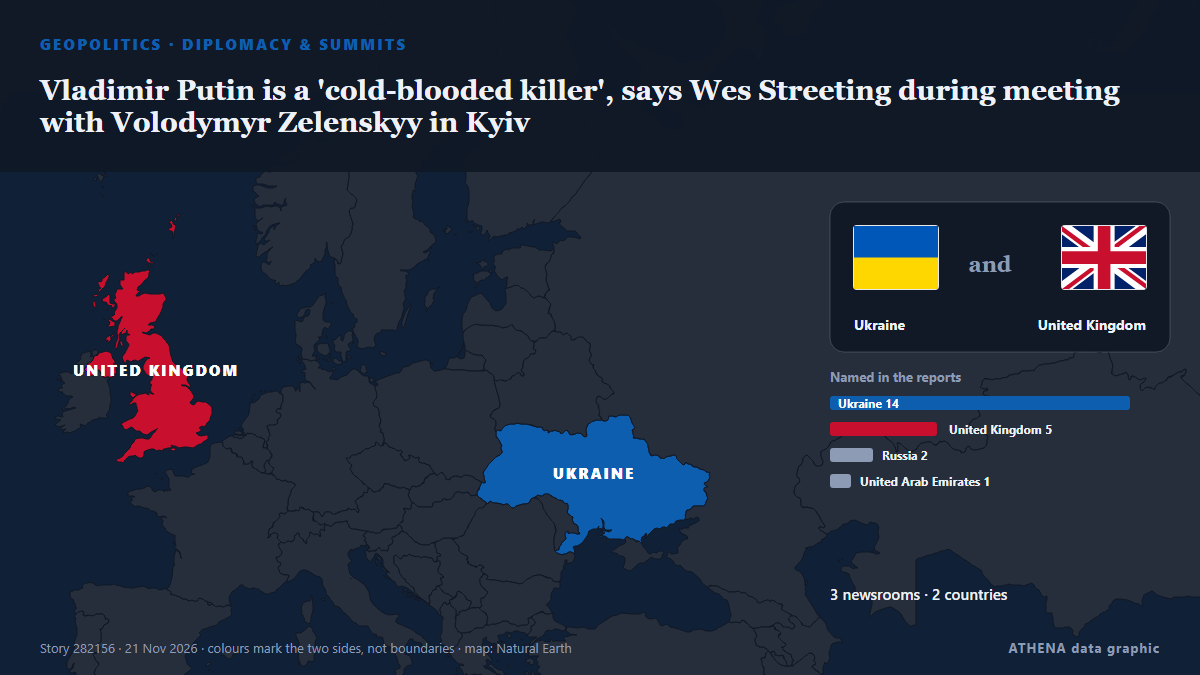 GEOPOLITICS · DIPLOMACY & SUMMITS
Vladimir Putin is a 'cold-blooded killer', says Wes Streeting during meeting
with Volodymyr Zelenskyy in Kyiv
and
Ukraine
United Kingdom
UNITED KINGDOM
UKRAINE
Named in the reports
Ukraine 14
United Kingdom 5
Russia 2
United Arab Emirates 1
3 newsrooms · 2 countries
Story 282156 · 21 Nov 2026 · colours mark the two sides, not boundaries · map: Natural Earth
ATHENA data graphic